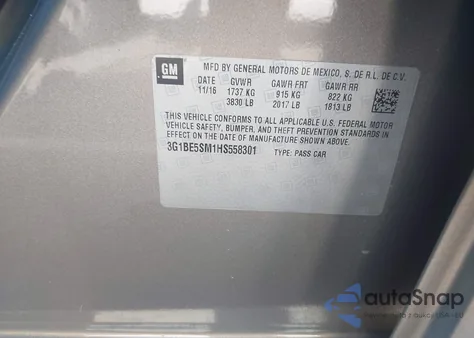 GM
MFD BY GENERAL MOTORS DE MEXICO, S. DE R.L. DE C.V.
DATE GVWR GAWR FRT GAWR RR
11/16 1737 KG 915 KG 822 KG
3830 LB 2017 LB 1813 LB
THIS VEHICLE CONFORMS TO ALL APPLICABLE U.S. FEDERAL MOTOR
VEHICLE SAFETY, BUMPER, AND THEFT PREVENTION STANDARDS IN
EFFECT ON THE DATE OF MANUFACTURE SHOWN ABOVE.
3G1BE5SM1HS558301 TYPE: PASS CAR
autoSnap